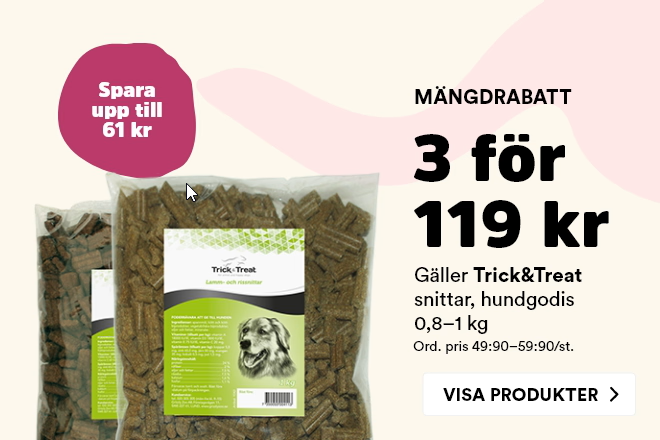 Spara
upp till
61 kr
MÄNGDRABATT
3 för
119 kr
Gäller Trick&Treat
snittar, hundgodis
0,8–1 kg
Ord. pris 49:90–59:90/st.
VISA PRODUKTER
Trick&Treat
Lamm- och rissnittar